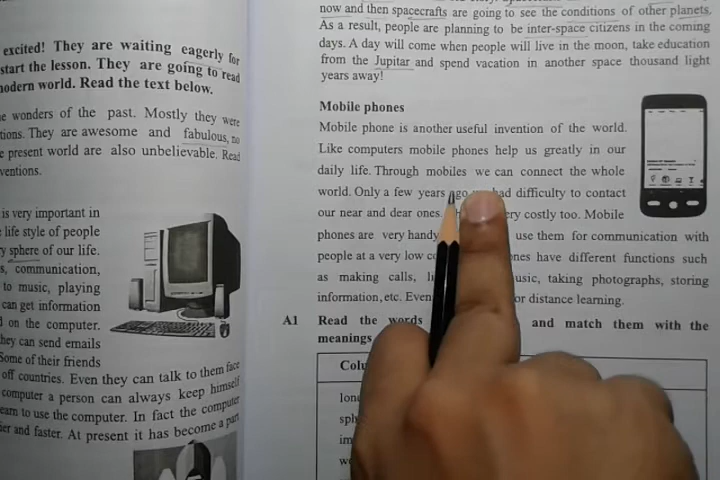 excited! They are waiting eagerly for
start the lesson. They are going to read
modern world. Read the text below.
wonders of the past. Mostly they were
They are awesome and fabulous, no
present world are also unbelievable. Read
is very important in
life style of people
sphere of our life.
communication,
to music, playing
can get information
on the computer.
they can send emails
Some of their friends
off countries. Even they can talk to them face
computer a person can always keep himself
to use the computer. In fact the computer
and faster. At present it has become a part
now and then spacecrafts are going to see the conditions of other planets.
As a result, people are planning to be inter-space citizens in the coming
days. A day will come when people will live in the moon, take education
from the Jupitar and spend vacation in another space thousand light
years away!
Mobile phones
Mobile phone is another useful invention of the world.
Like computers mobile phones help us greatly in our
daily life. Through mobiles we can connect the whole
world. Only a few years ago had difficulty to contact
our near and dear ones. very costly too. Mobile
phones are very handy use them for communication with
people at a very low have different functions such
as making calls, music, taking photographs, storing
information, etc. Even for distance learning.
A1 Read the words and match them with the
meanings